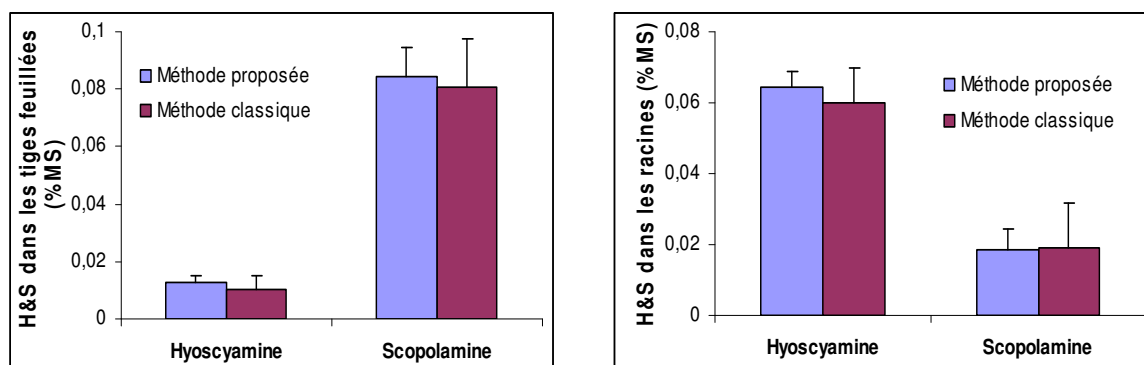 H&S dans les tiges feuillées
(%MS)
0,1
0,08
0,06
0,04
0,02
0
Méthode proposée
Méthode classique
Hyoscyamine
Scopolamine
H&S dans les racines (%MS)
0,08
0,06
0,04
0,02
0
Méthode proposée
Méthode classique
Hyoscyamine
Scopolamine